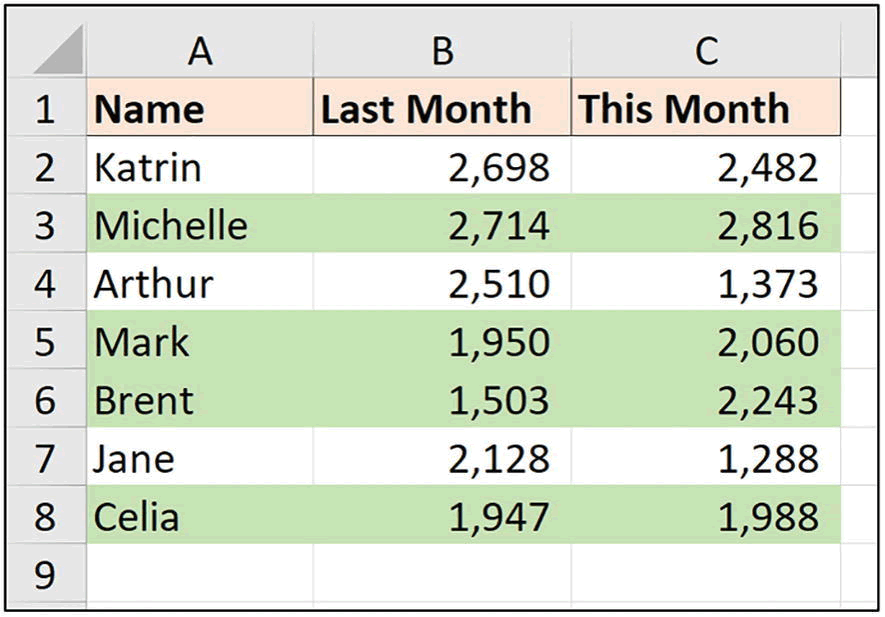 A B C
1 Name Last Month This Month
2 Katrin 2,698 2,482
3 Michelle 2,714 2,816
4 Arthur 2,510 1,373
5 Mark 1,950 2,060
6 Brent 1,503 2,243
7 Jane 2,128 1,288
8 Celia 1,947 1,988
9